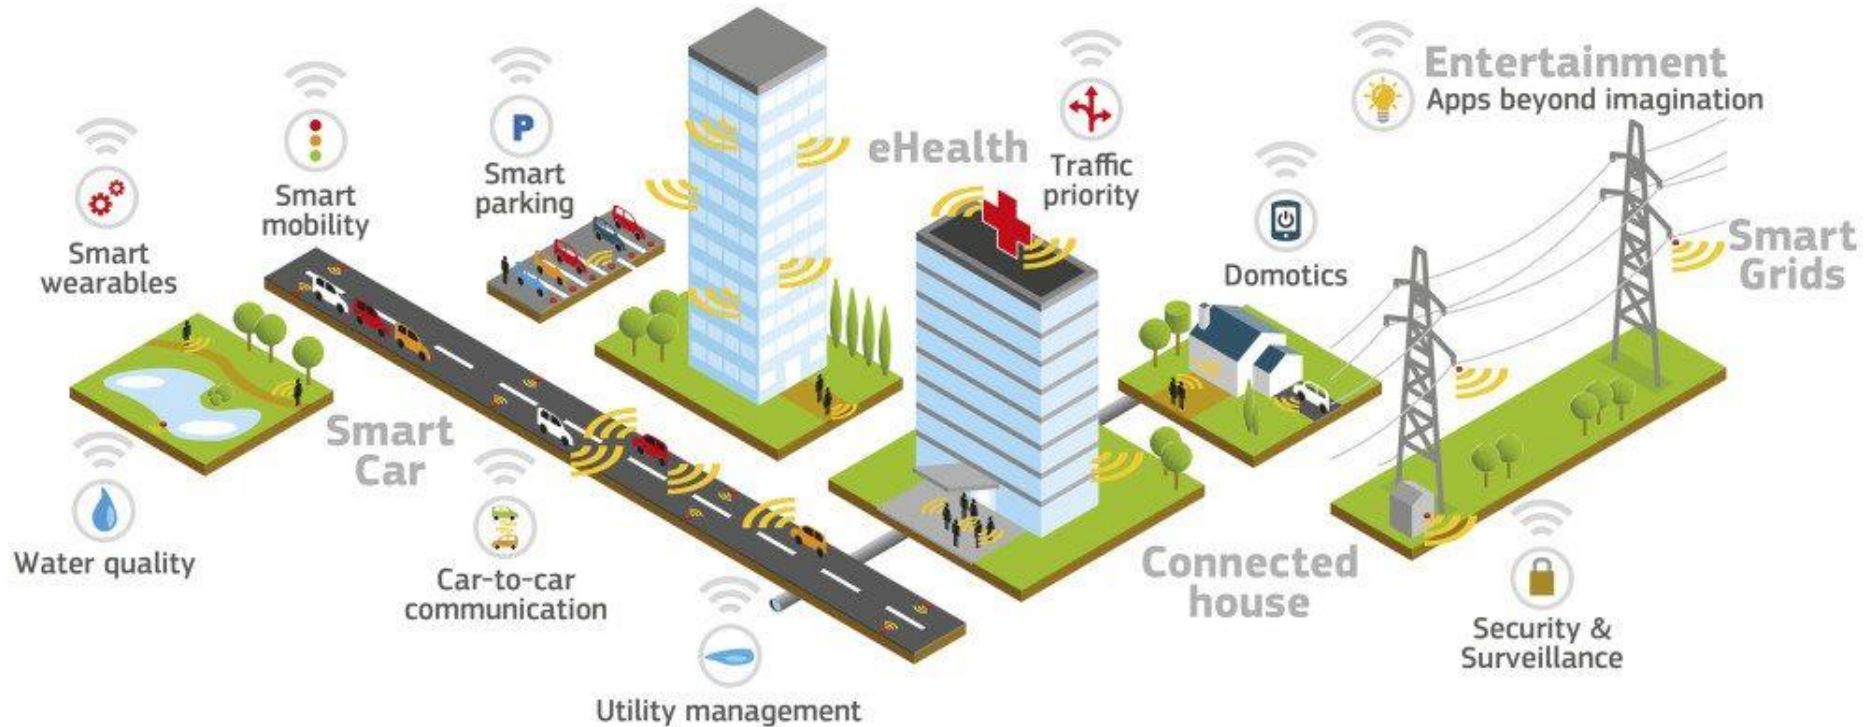 Entertainment
Apps beyond imagination
P
eHealth
Traffic
priority
Smart
parking
Smart
mobility
Smart
wearables
Smart
Grids
Domotics
Smart
Car
Water quality
Car-to-car
communication
Connected
house
Security &
Surveillance
Utility management